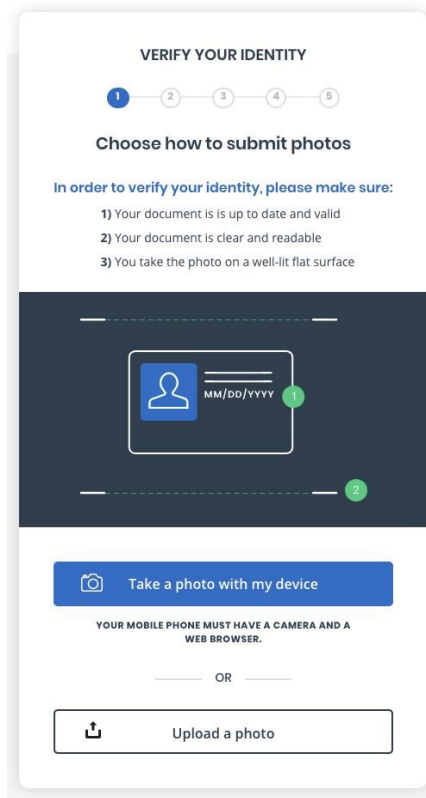 VERIFY YOUR IDENTITY
1 2 3 4 5
Choose how to submit photos
In order to verify your identity, please make sure:
1) Your document is is up to date and valid
2) Your document is clear and readable
3) You take the photo on a well-lit flat surface
MM/DD/YYYY
1
2
Take a photo with my device
YOUR MOBILE PHONE MUST HAVE A CAMERA AND A
WEB BROWSER.
OR
Upload a photo